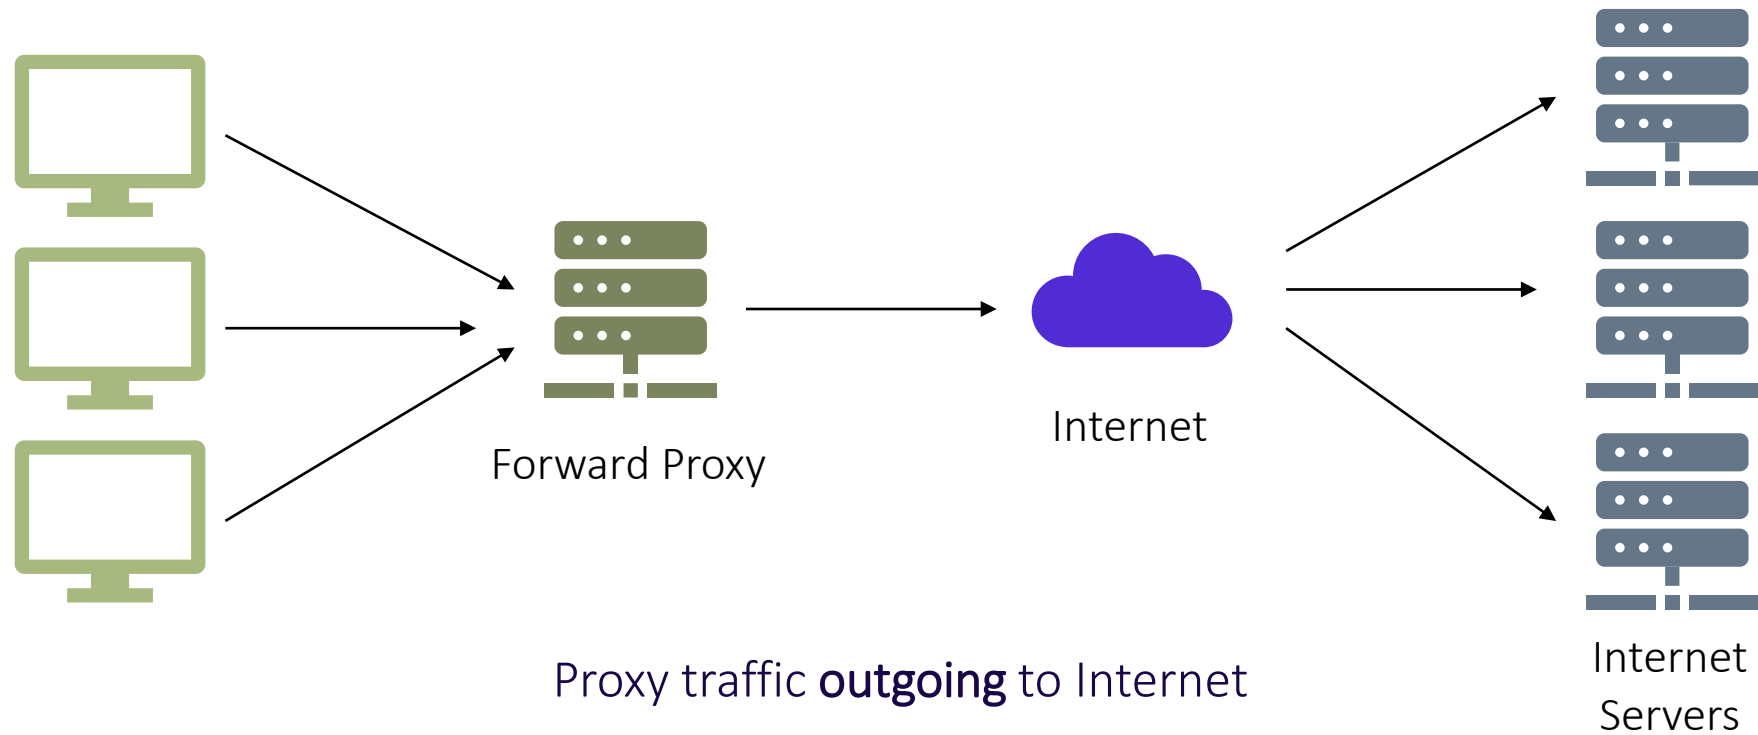 Forward Proxy
Internet
Internet
Servers
Proxy traffic outgoing to Internet